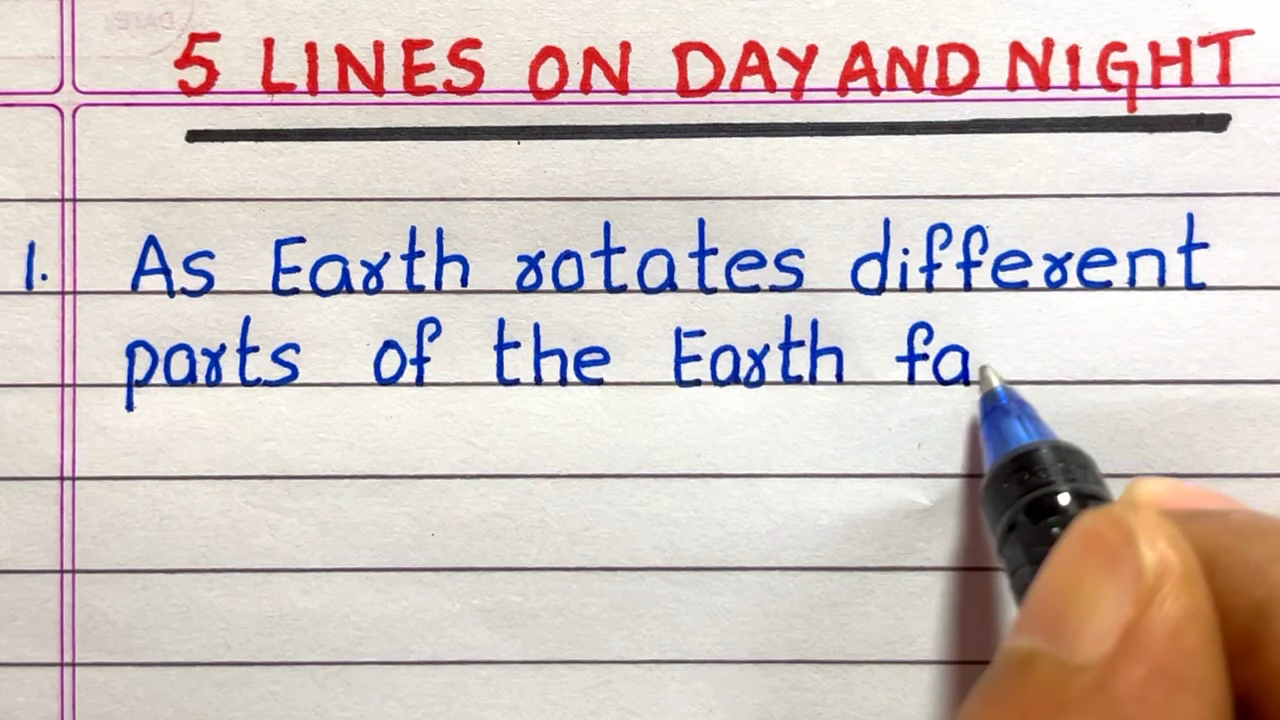 5 LINES ON DAY AND NIGHT
1. As Earth rotates different
parts of the Earth fa